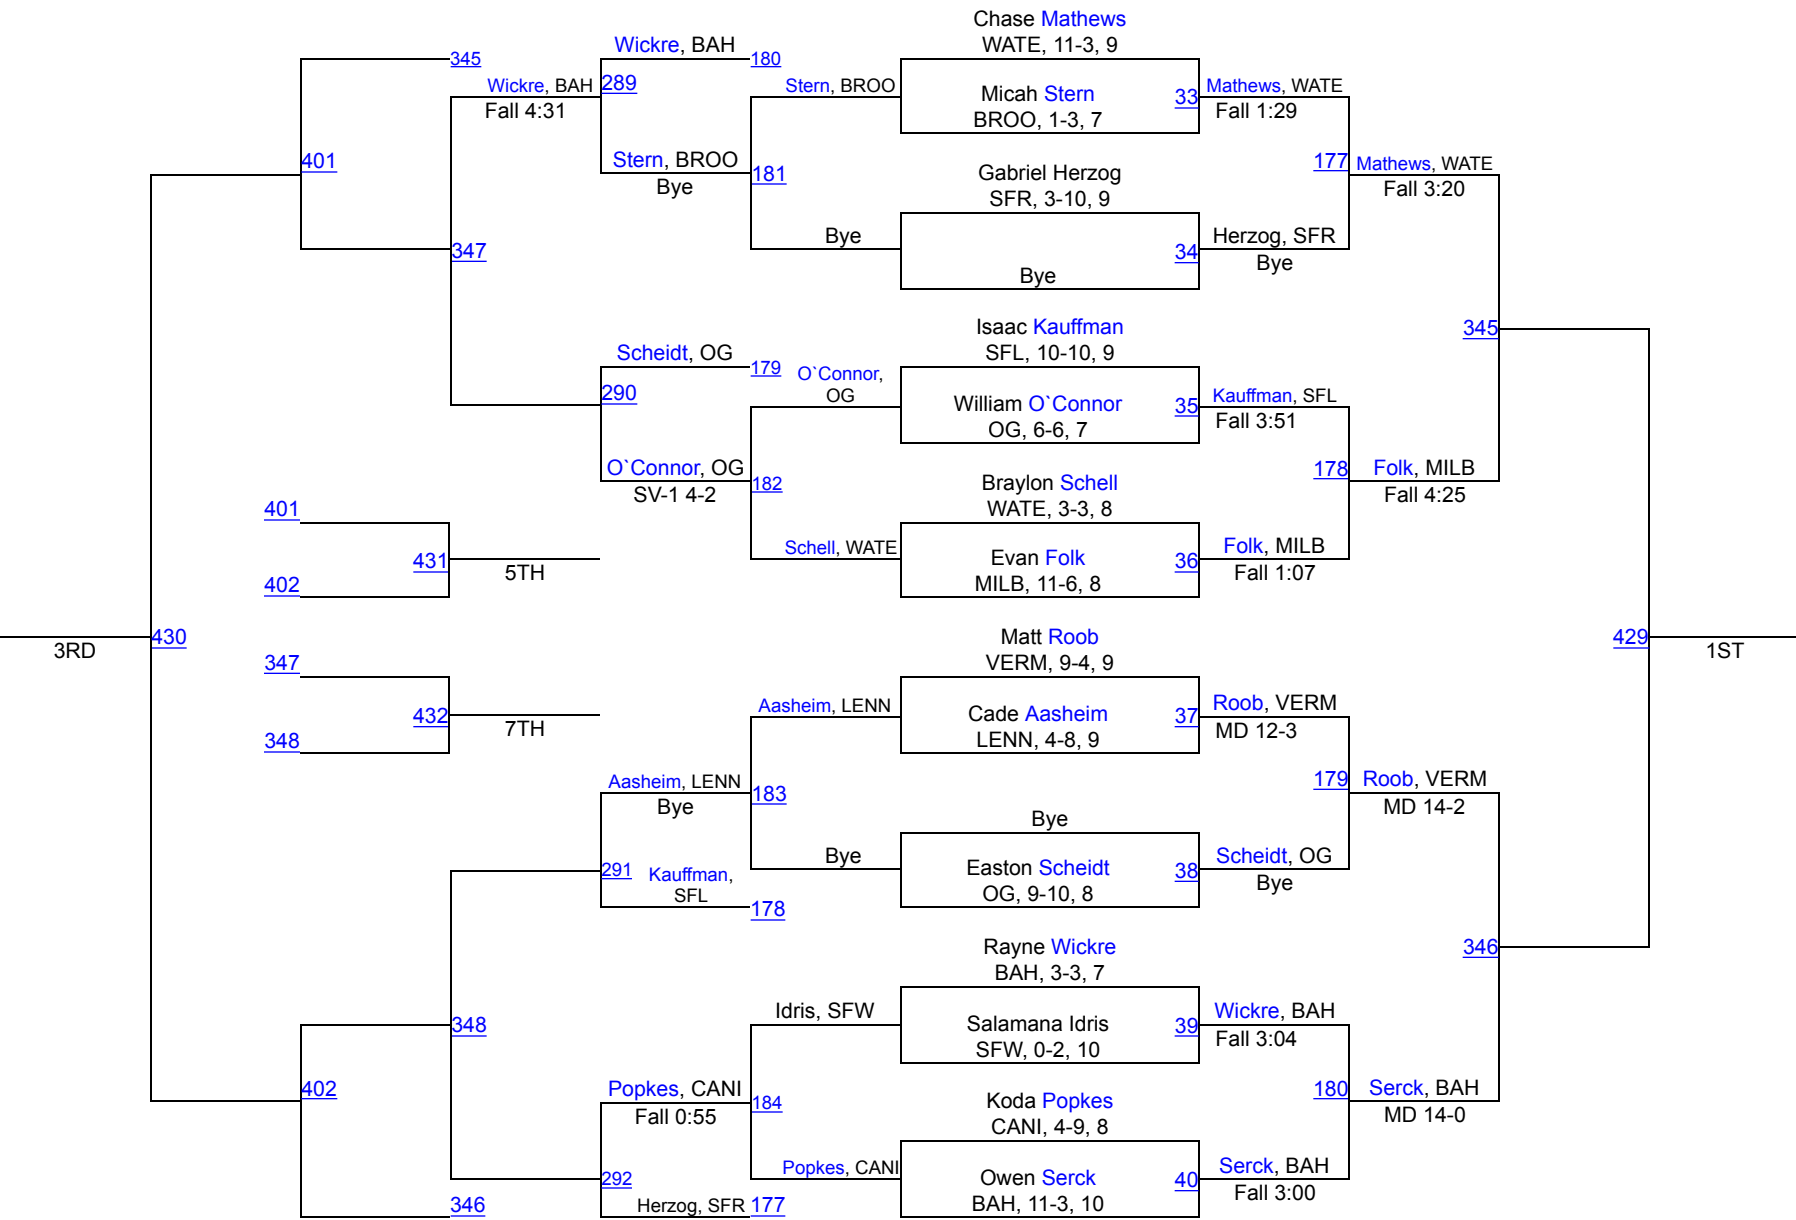 Chase Mathews
WATE, 11-3, 9
Wickre, BAH
345
180
Wickre, BAH
289
Stern, BROO
Micah Stern
33
Mathews, WATE
Fall 4:31
BROO, 1-3, 7
Fall 1:29
401
Stern, BROO
181
Bye
Gabriel Herzog
SFR, 3-10, 9
177
Mathews, WATE
Fall 3:20
347
Bye
34
Herzog, SFR
Bye
Bye
Isaac Kauffman
SFL, 10-10, 9
345
Scheidt, OG
179
O`Connor,
OG
290
William O`Connor
OG, 6-6, 7
35
Kauffman, SFL
Fall 3:51
O`Connor, OG
182
SV-1 4-2
Braylon Schell
WATE, 3-3, 8
178
Folk, MILB
Fall 4:25
401
431
5TH
402
Schell, WATE
Evan Folk
MILB, 11-6, 8
36
Folk, MILB
Fall 1:07
3RD
430
Matt Roob
VERM, 9-4, 9
429
1ST
347
432
7TH
348
Aasheim, LENN
Cade Aasheim
LENN, 4-8, 9
37
Roob, VERM
MD 12-3
Aasheim, LENN
183
Bye
179
Roob, VERM
MD 14-2
Bye
Bye
Easton Scheidt
OG, 9-10, 8
38
Scheidt, OG
Bye
291
Kauffman,
SFL
178
Rayne Wickre
BAH, 3-3, 7
346
348
Idris, SFW
Salamana Idris
SFW, 0-2, 10
39
Wickre, BAH
Fall 3:04
402
Popkes, CANI
184
Fall 0:55
Koda Popkes
CANI, 4-9, 8
180
Serck, BAH
MD 14-0
Popkes, CANI
Owen Serck
BAH, 11-3, 10
40
Serck, BAH
Fall 3:00
292
346
Herzog, SFR
177